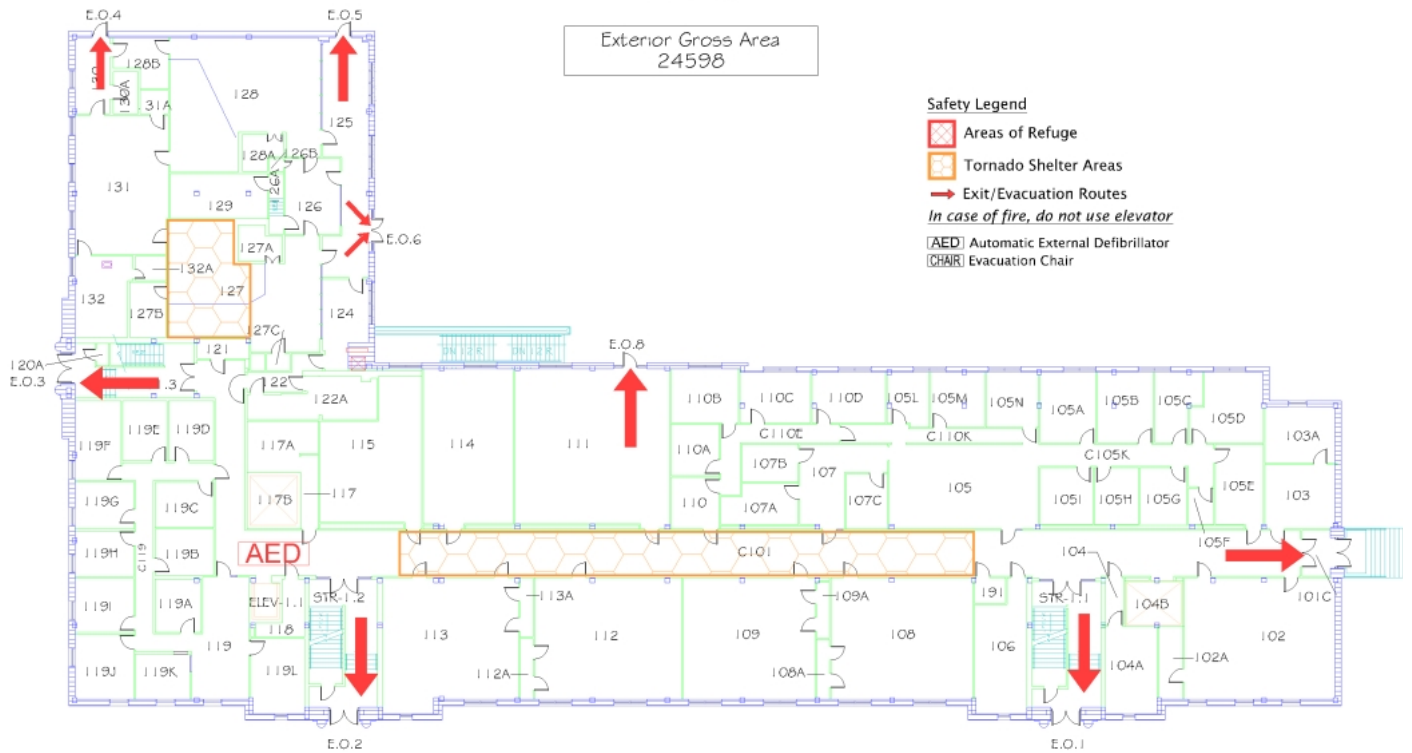 E.O.4
E.O.5
Exterior Gross Area
24598
128B
130
130A
131A
128
125
Safety Legend
Areas of Refuge
Tornado Shelter Areas
Exit/Evacuation Routes
In case of fire, do not use elevator
AED Automatic External Defibrillator
CHAIR Evacuation Chair
128A
126B
126A
131
129
126
E.O.6
127A
132A
127
132
127B
124
127C
121
DN 12 R
DN 12 R
E.O.8
120A
E.O.3
122
122A
110B
110C
110D
105L
105M
105N
105A
105B
105C
105D
119F
119E
119D
117A
115
114
111
C110E
C110K
103A
110A
107B
107
C105K
119G
119C
117B
117
110
107A
107C
105
105I
105H
105G
105E
103
119H
C119
119B
AED
C101
105F
104
101C
119I
119A
ELEV-1.1
STR-1.2
113A
109A
191
STR-1.1
104B
118
119
113
112
109
108
106
102
119J
119K
119L
112A
108A
104A
102A
E.O.2
E.O.1